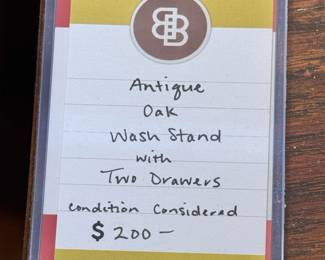 Antique
Oak
Wash Stand
with
Two Drawers
condition Considered
$200-